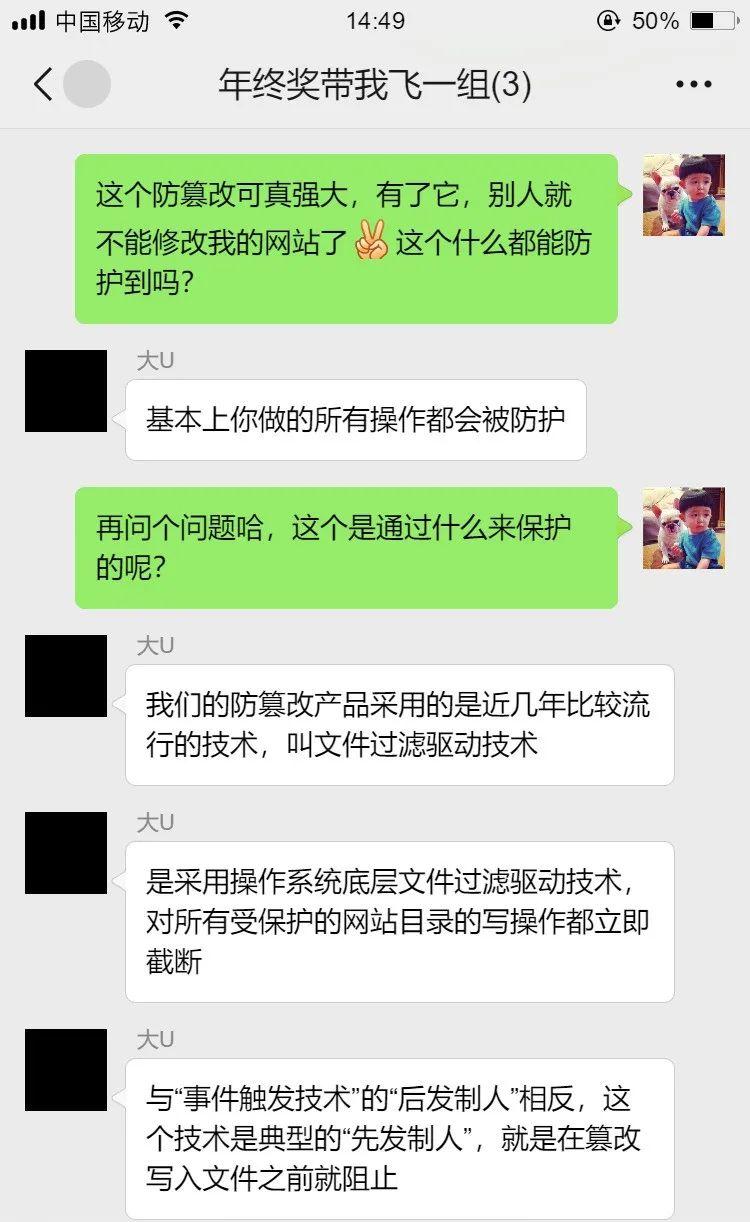 中国移动 14:49 50%
年终奖带我飞一组(3)
这个防篡改可真强大，有了它，别人就
不能修改我的网站了✌这个什么都能防
护到吗？
大U
基本上你做的所有操作都会被防护
再问个问题哈，这个是通过什么来保护
的呢？
大U
我们的防篡改产品采用的是近几年比较流
行的技术，叫文件过滤驱动技术
大U
是采用操作系统底层文件过滤驱动技术，
对所有受保护的网站目录的写操作都立即
截断
大U
与“事件触发技术”的“后发制人”相反，这
个技术是典型的“先发制人”，就是在篡改
写入文件之前就阻止